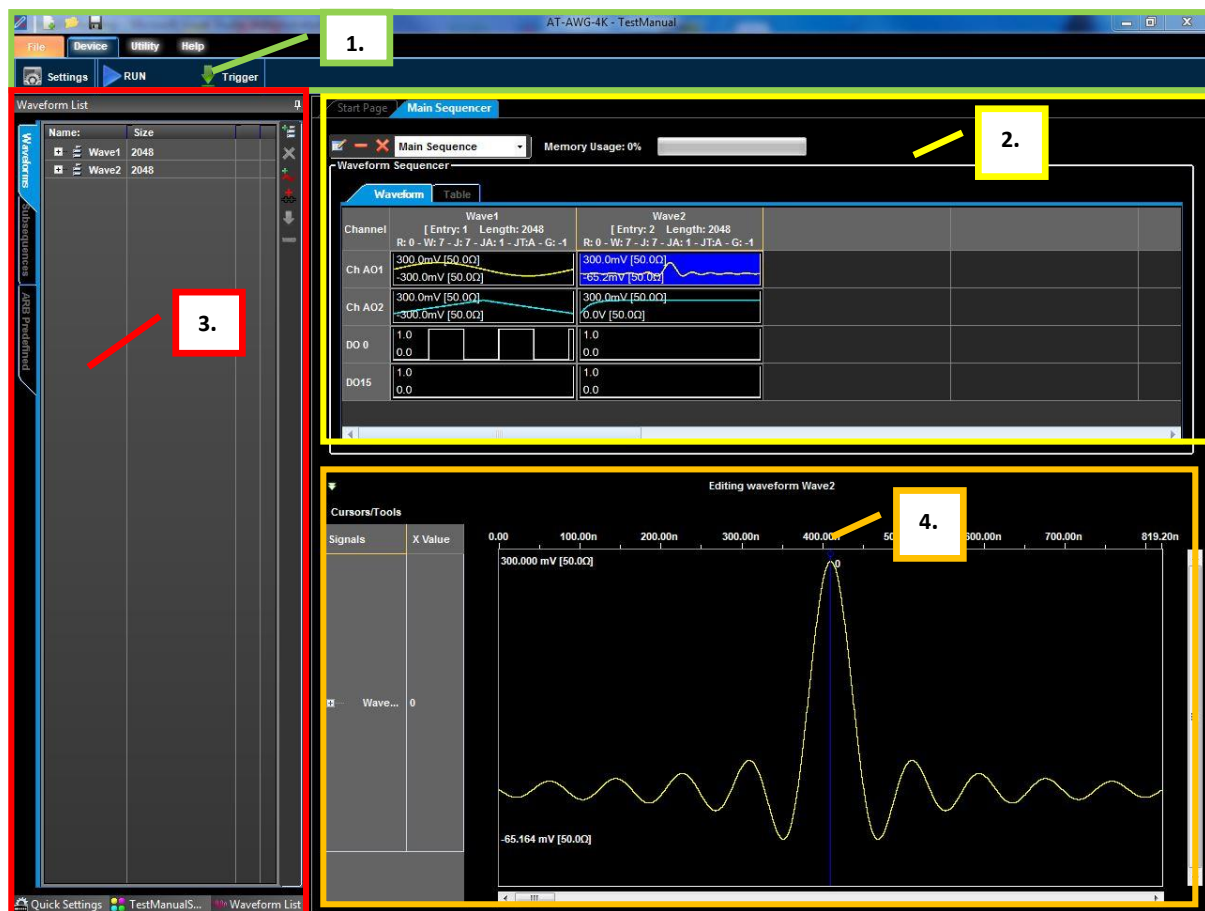 AT-AWG-4K - TestManual
File Device Utility Help
1.
Settings RUN Trigger
Waveform List
Name: Size
Wave1 2048
Wave2 2048
Waveforms
Subsequences
ARB Predefined
3.
Quick Settings TestManualS... Waveform List
Start Page Main Sequencer
2.
Main Sequence Memory Usage: 0%
Waveform Sequencer
Waveform Table
Channel
Wave1
[ Entry: 1 Length: 2048
R: 0 - W: 7 - J: 7 - JA: 1 - JT:A - G: -1
Wave2
[ Entry: 2 Length: 2048
R: 0 - W: 7 - J: 7 - JA: 1 - JT:A - G: -1
Ch AO1
300.0mV [50.0Ω]
-300.0mV [50.0Ω]
300.0mV [50.0Ω]
-65.2mV [50.0Ω]
Ch AO2
300.0mV [50.0Ω]
-300.0mV [50.0Ω]
300.0mV [50.0Ω]
0.0V [50.0Ω]
DO 0
1.0
0.0
1.0
0.0
DO15
1.0
0.0
1.0
0.0
Editing waveform Wave2
4.
Cursors/Tools
Signals X Value
0.00 100.00n 200.00n 300.00n 400.00n 600.00n 700.00n 819.20n
300.000 mV [50.0Ω]
0
Wave... 0
-65.164 mV [50.0Ω]